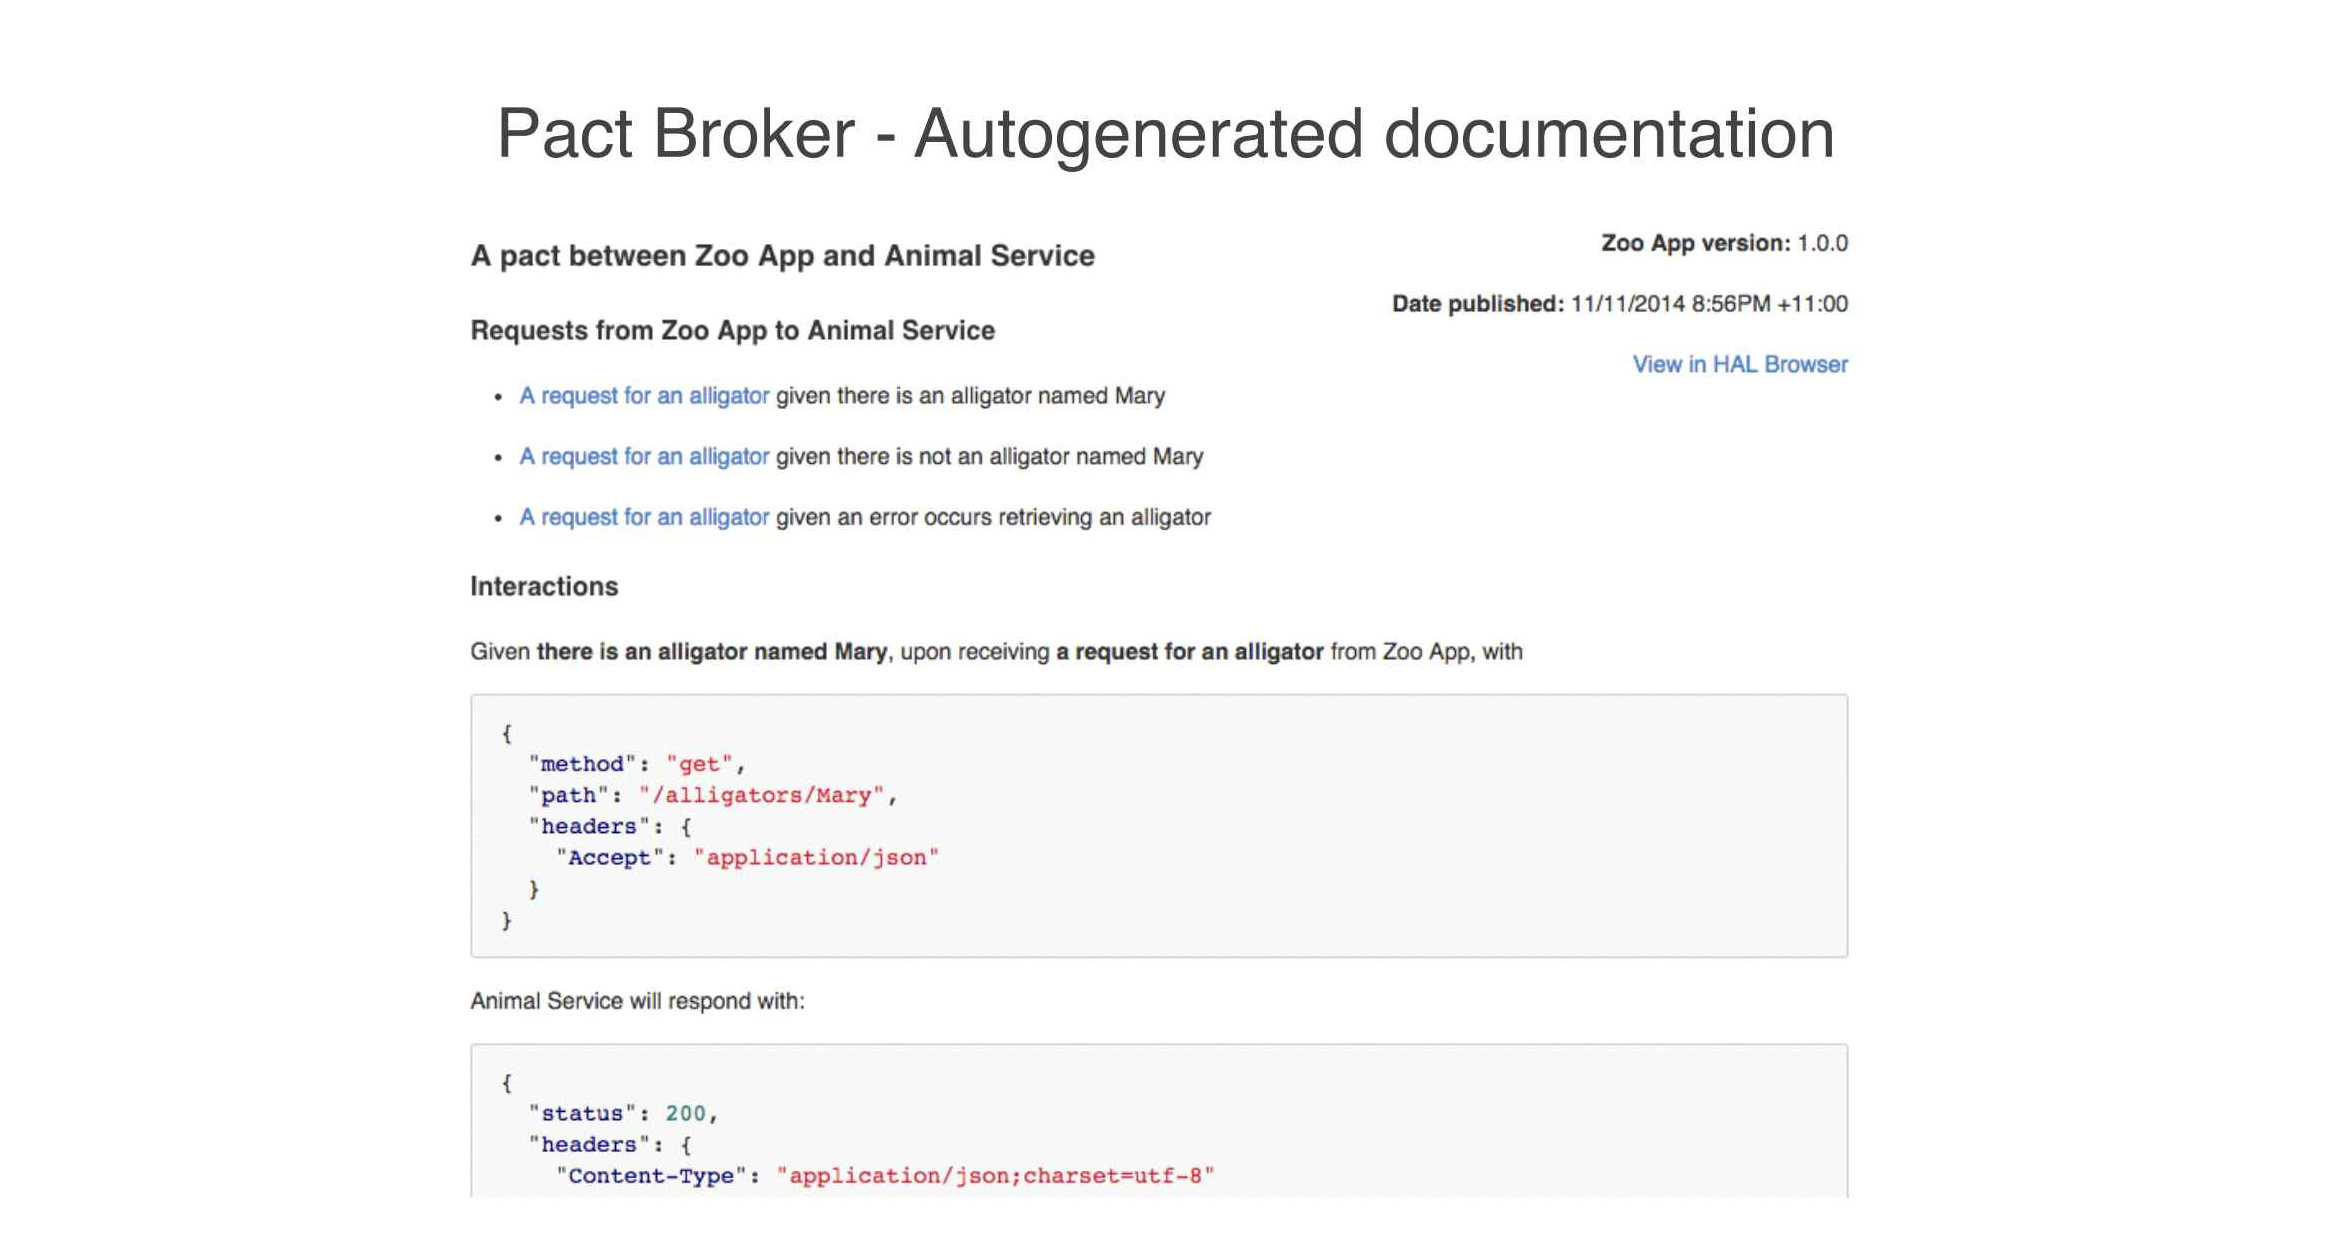 Pact Broker - Autogenerated documentation
A pact between Zoo App and Animal Service
Zoo App version: 1.0.0
Date published: 11/11/2014 8:56PM +11:00
View in HAL Browser
Requests from Zoo App to Animal Service
• A request for an alligator given there is an alligator named Mary
• A request for an alligator given there is not an alligator named Mary
• A request for an alligator given an error occurs retrieving an alligator
Interactions
Given there is an alligator named Mary, upon receiving a request for an alligator from Zoo App, with
{
  "method": "get",
  "path": "/alligators/Mary",
  "headers": {
    "Accept": "application/json"
  }
}
Animal Service will respond with:
{
  "status": 200,
  "headers": {
    "Content-Type": "application/json;charset=utf-8"